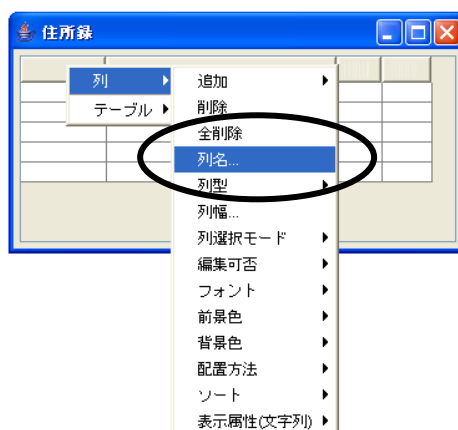 住所録
列
テーブル
追加
削除
全削除
列名...
列型
列幅...
列選択モード
編集可否
フォント
前景色
背景色
配置方法
ソート
表示属性(文字列)